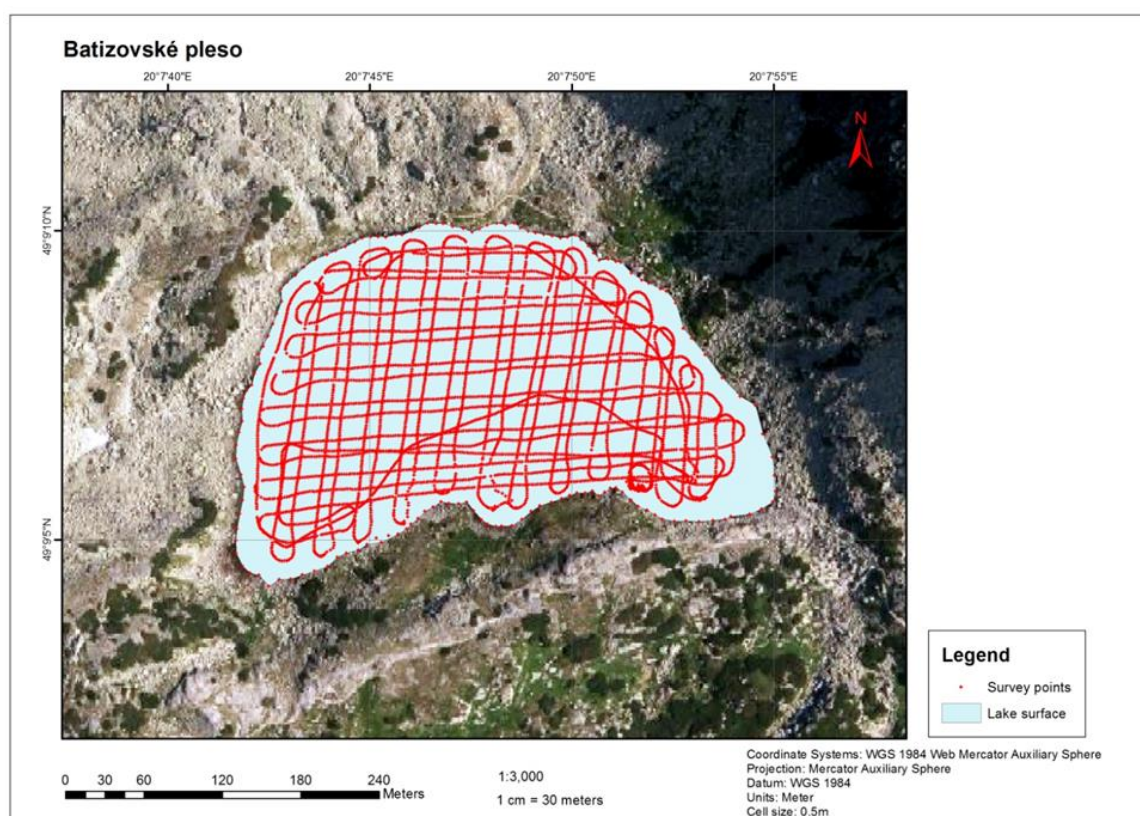 Batizovské pleso
20°7'40"E 20°7'45"E 20°7'50"E 20°7'55"E
N
49°9'10"N
49°9'5"N
Legend
Survey points
Lake surface
0 30 60 120 180 240
Meters
1:3,000
1 cm = 30 meters
Coordinate Systems: WGS 1984 Web Mercator Auxiliary Sphere
Projection: Mercator Auxiliary Sphere
Datum: WGS 1984
Units: Meter
Cell size: 0.5m